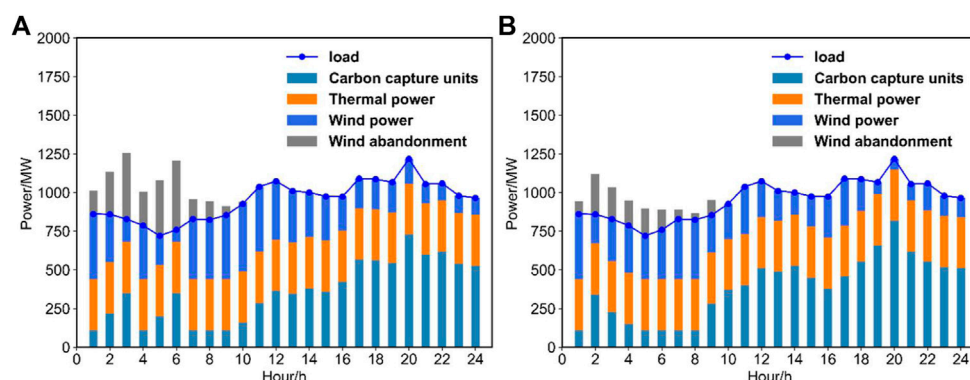 A
2000
1750
1500
1250
1000
750
500
250
0
Power/MW
load
Carbon capture units
Thermal power
Wind power
Wind abandonment
0 2 4 6 8 10 12 14 16 18 20 22 24
Hour/h
B
2000
1750
1500
1250
1000
750
500
250
0
Power/MW
load
Carbon capture units
Thermal power
Wind power
Wind abandonment
0 2 4 6 8 10 12 14 16 18 20 22 24
Hour/h